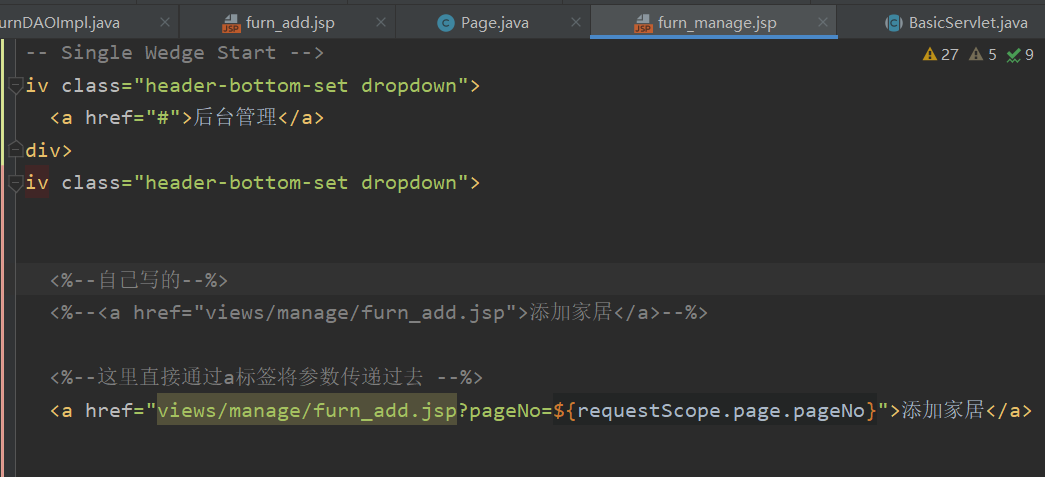 urnDAOImpl.java furn_add.jsp Page.java furn_manage.jsp BasicServlet.java
-- Single Wedge Start --> 27 5 9
iv class="header-bottom-set dropdown">
<a href="#">后台管理</a>
div>
iv class="header-bottom-set dropdown">
<%--自己写的--%>
<%--<a href="views/manage/furn_add.jsp">添加家居</a>--%>
<%--这里直接通过a标签将参数传递过去 --%>
<a href="views/manage/furn_add.jsp?pageNo=${requestScope.page.pageNo}">添加家居</a>